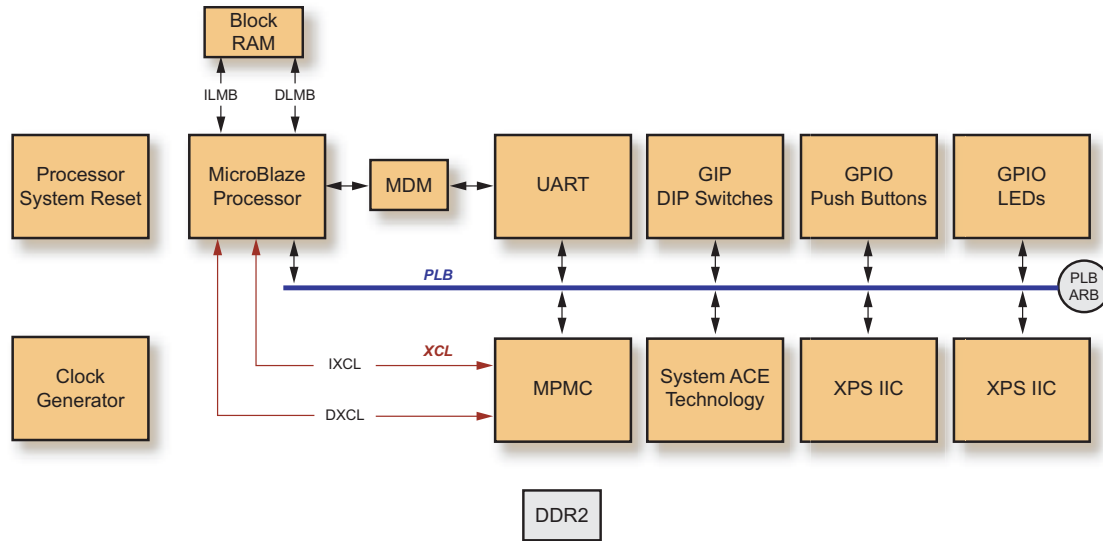 Block
RAM
ILMB
DLMB
Processor
System Reset
MicroBlaze
Processor
MDM
UART
GIP
DIP Switches
GPIO
Push Buttons
GPIO
LEDs
PLB
PLB
ARB
Clock
Generator
IXCL
XCL
DXCL
MPMC
System ACE
Technology
XPS IIC
XPS IIC
DDR2